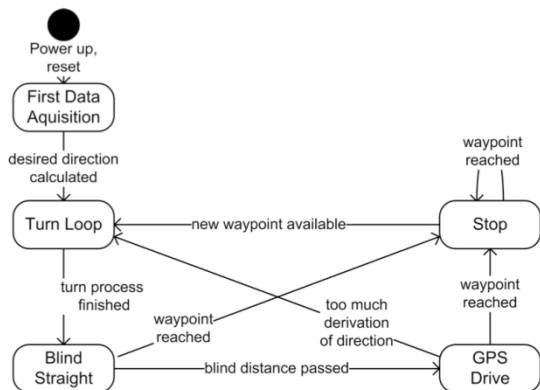 Power up,
reset
First Data
Aquisition
desired direction
calculated
waypoint
reached
Turn Loop
new waypoint available
Stop
turn process
finished
waypoint
reached
too much
derivation
of direction
waypoint
reached
Blind
Straight
blind distance passed
GPS
Drive